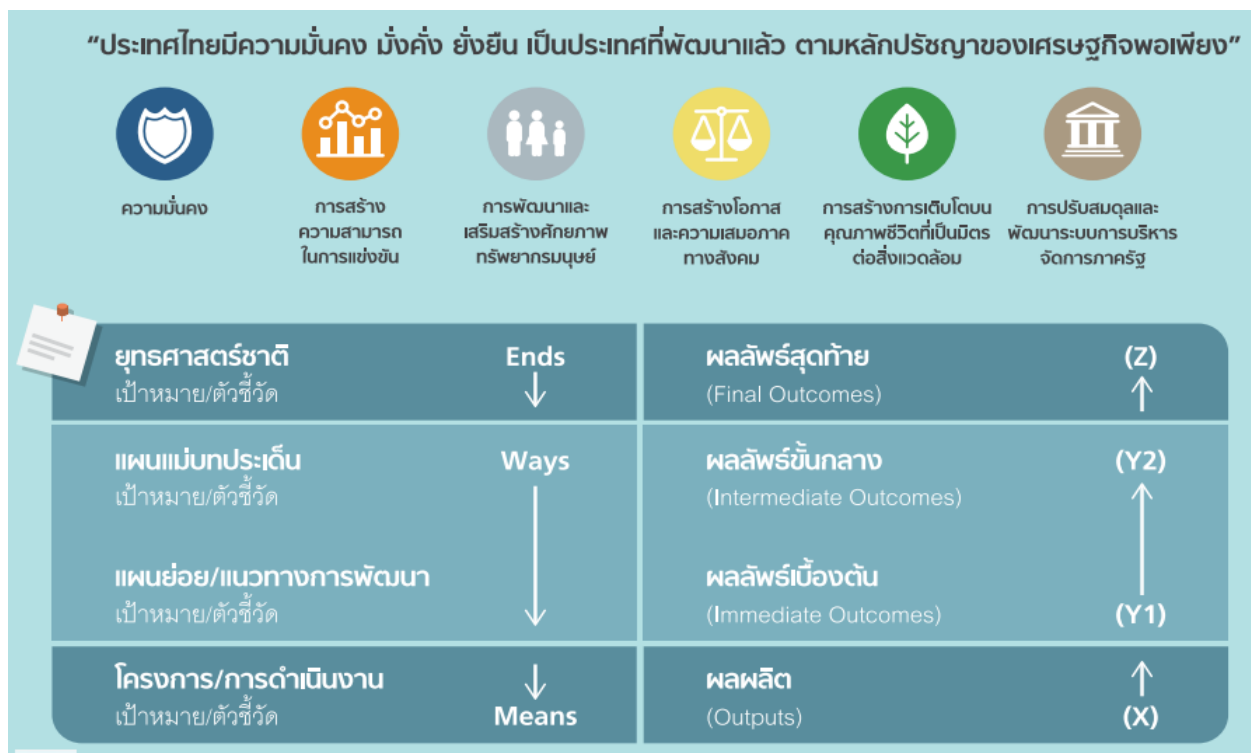 “ประเทศไทยมีความมั่นคง มั่งคั่ง ยั่งยืน เป็นประเทศที่พัฒนาแล้ว ตามหลักปรัชญาของเศรษฐกิจพอเพียง”
ความมั่นคง
การสร้าง
ความสามารถ
ในการแข่งขัน
การพัฒนาและ
เสริมสร้างศักยภาพ
ทรัพยากรมนุษย์
การสร้างโอกาส
และความเสมอภาค
ทางสังคม
การสร้างการเติบโตบน
คุณภาพชีวิตที่เป็นมิตร
ต่อสิ่งแวดล้อม
การปรับสมดุลและ
พัฒนาระบบการบริหาร
จัดการภาครัฐ
ยุทธศาสตร์ชาติ Ends ผลลัพธ์สุดท้าย (Z)
เป้าหมาย/ตัวชี้วัด (Final Outcomes)
แผนแม่บทประเด็น Ways ผลลัพธ์ขั้นกลาง (Y2)
เป้าหมาย/ตัวชี้วัด (Intermediate Outcomes)
แผนย่อย/แนวทางการพัฒนา ผลลัพธ์เบื้องต้น
เป้าหมาย/ตัวชี้วัด (Immediate Outcomes) (Y1)
โครงการ/การดำเนินงาน ผลผลิต
เป้าหมาย/ตัวชี้วัด Means (Outputs) (X)